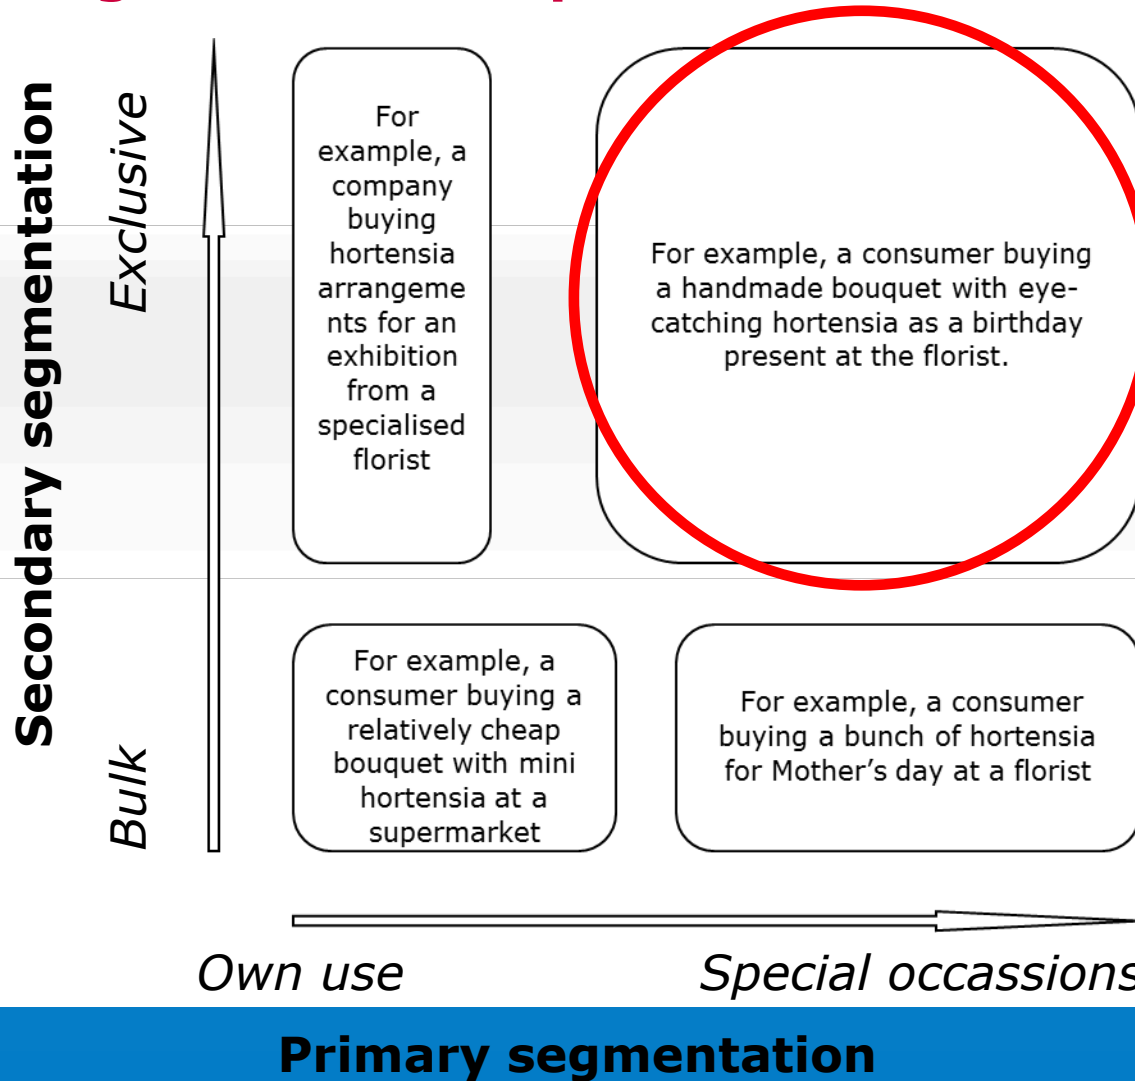 Secondary segmentation
Exclusive
Bulk
For
example, a
company
buying
hortensia
arrangeme
nts for an
exhibition
from a
specialised
florist
For example, a consumer buying
a handmade bouquet with eye-
catching hortensia as a birthday
present at the florist.
For example, a
consumer buying a
relatively cheap
bouquet with mini
hortensia at a
supermarket
For example, a consumer
buying a bunch of hortensia
for Mother’s day at a florist
Own use
Special occassions
Primary segmentation